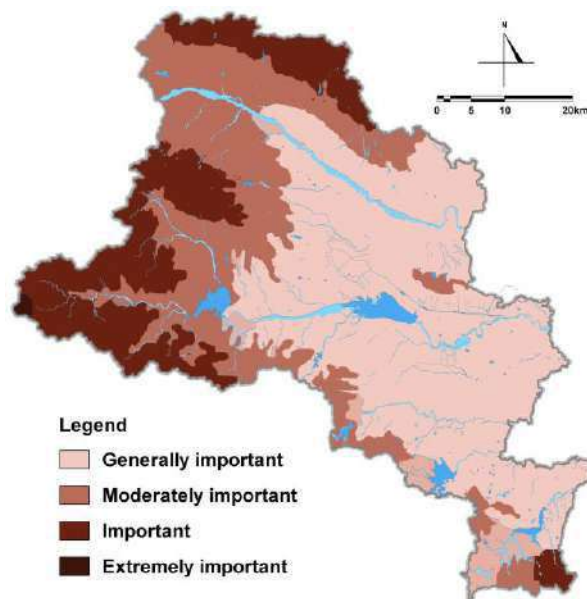 N
0 5 10 20km
Legend
Generally important
Moderately important
Important
Extremely important